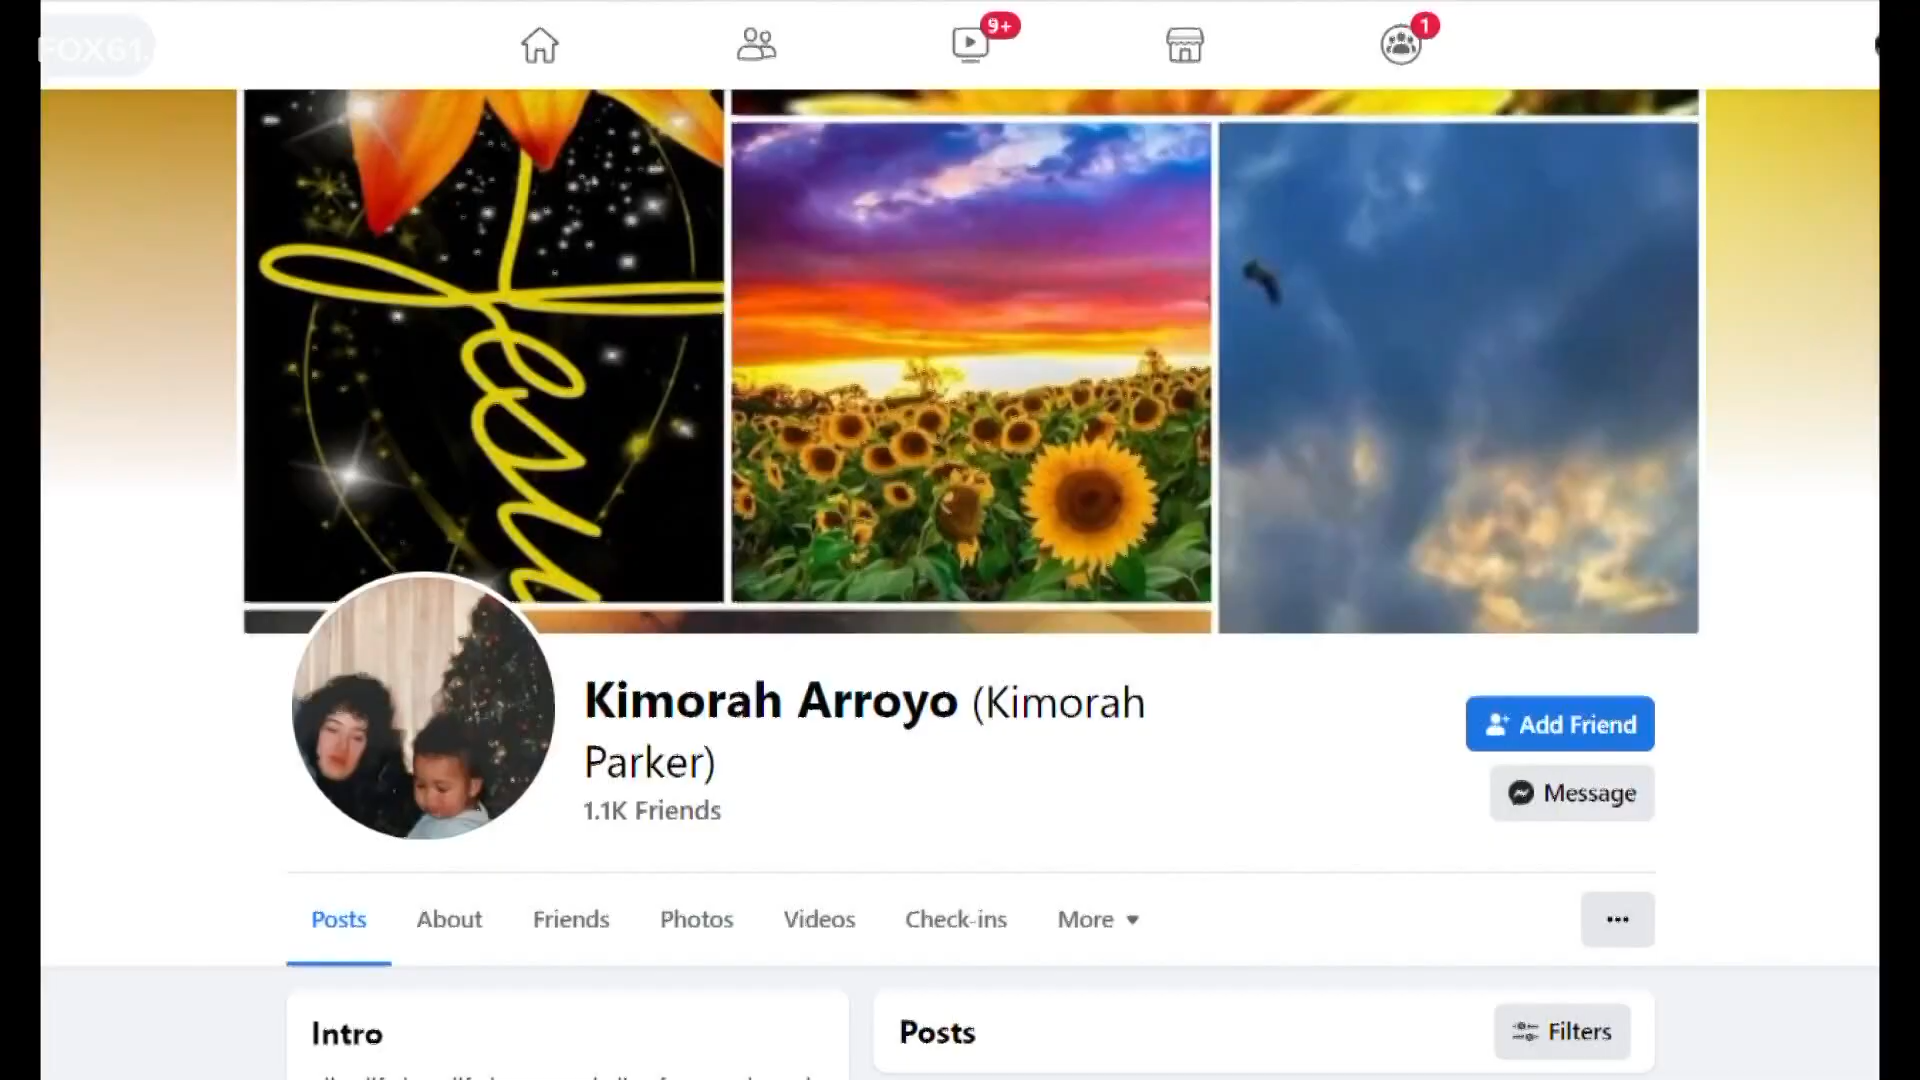 FOX61.
9+
1
Jesu
Kimorah Arroyo (Kimorah
Parker)
1.1K Friends
Add Friend
Message
Posts
About
Friends
Photos
Videos
Check-ins
More
Intro
Posts
Filters